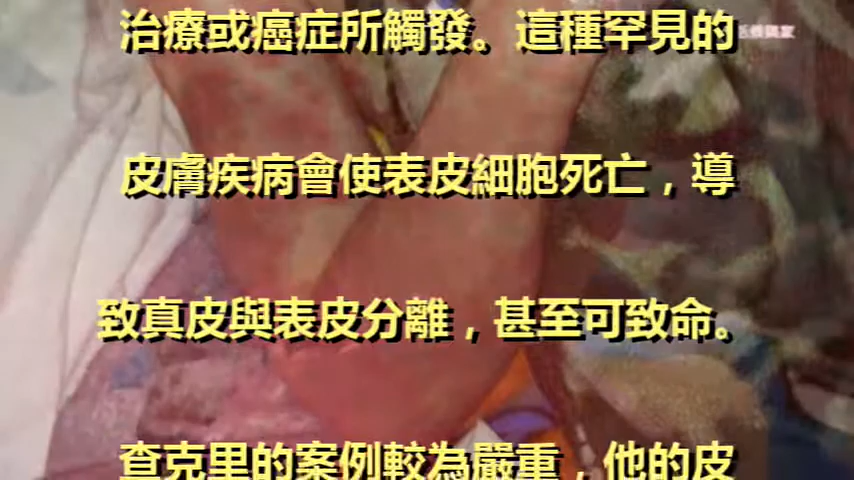 治療或癌症所觸發。這種罕見的
皮膚疾病會使表皮細胞死亡，導
致真皮與表皮分離，甚至可致命。
查克里的案例較為嚴重，他的皮